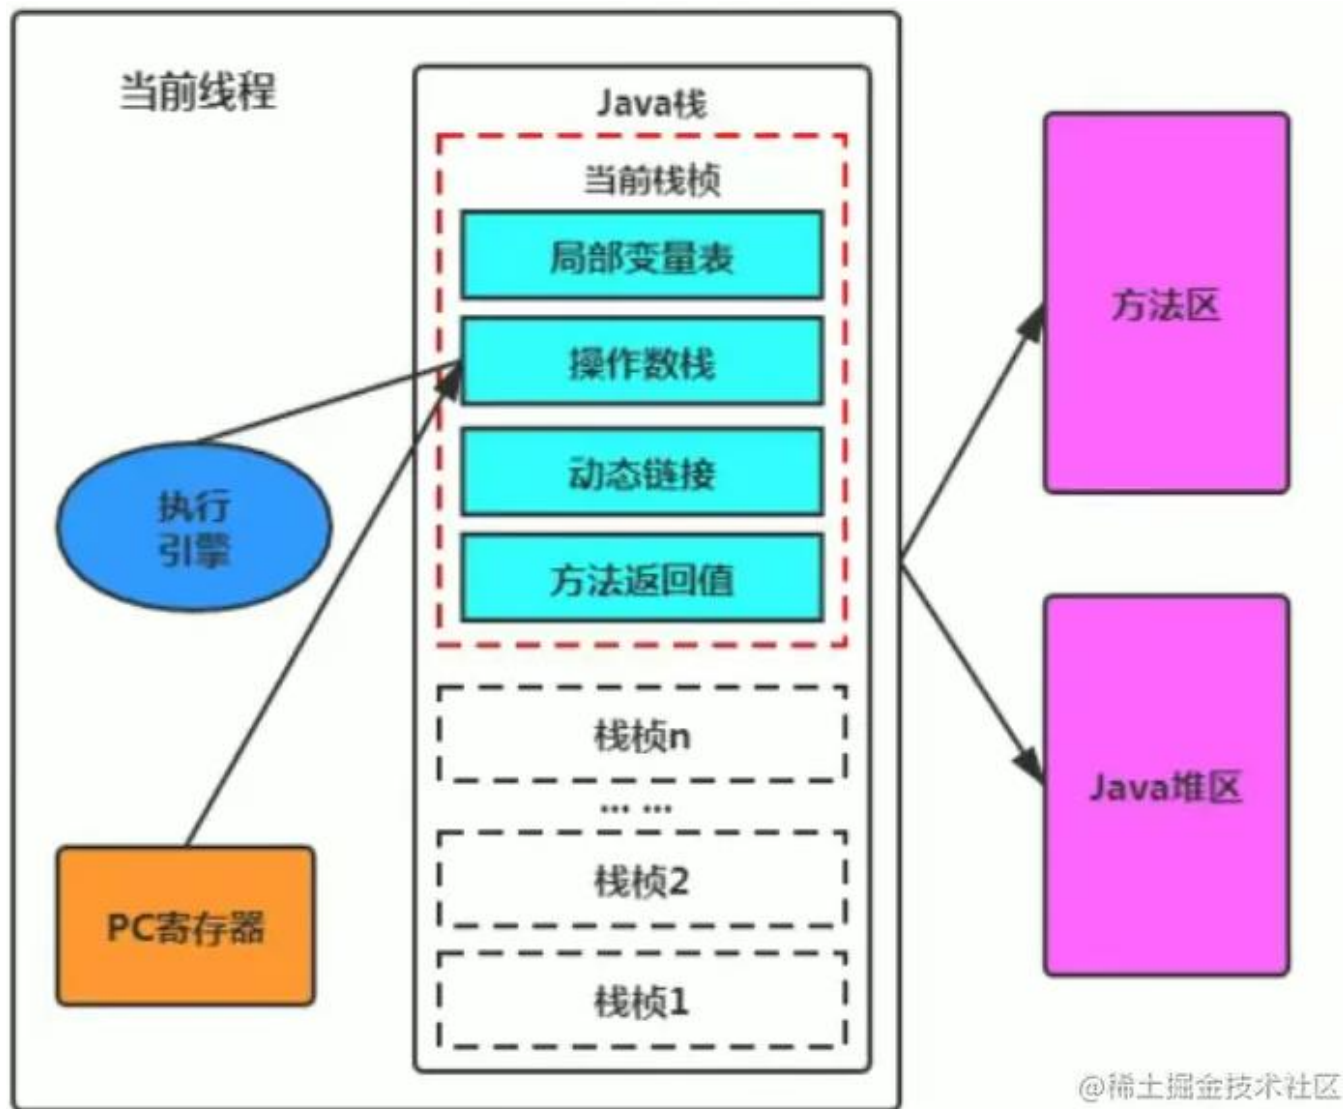 当前线程
Java栈
当前栈桢
局部变量表
操作数栈
动态链接
方法返回值
栈桢n
... ...
栈桢2
栈桢1
执行
引擎
PC寄存器
方法区
Java堆区
@稀土掘金技术社区